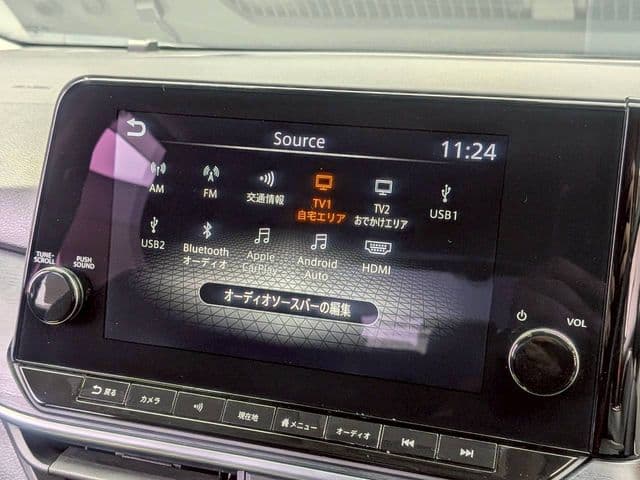 Source
11:24
AM
FM
交通情報
TV1
自宅エリア
TV2
おでかけエリア
USB1
USB2
Bluetooth
オーディオ
Apple
CarPlay
Android
Auto
HDMI
オーディオソースバーの編集
TUNE・
SCROLL
PUSH
SOUND
VOL
戻る
カメラ
現在地
メニュー
オーディオ